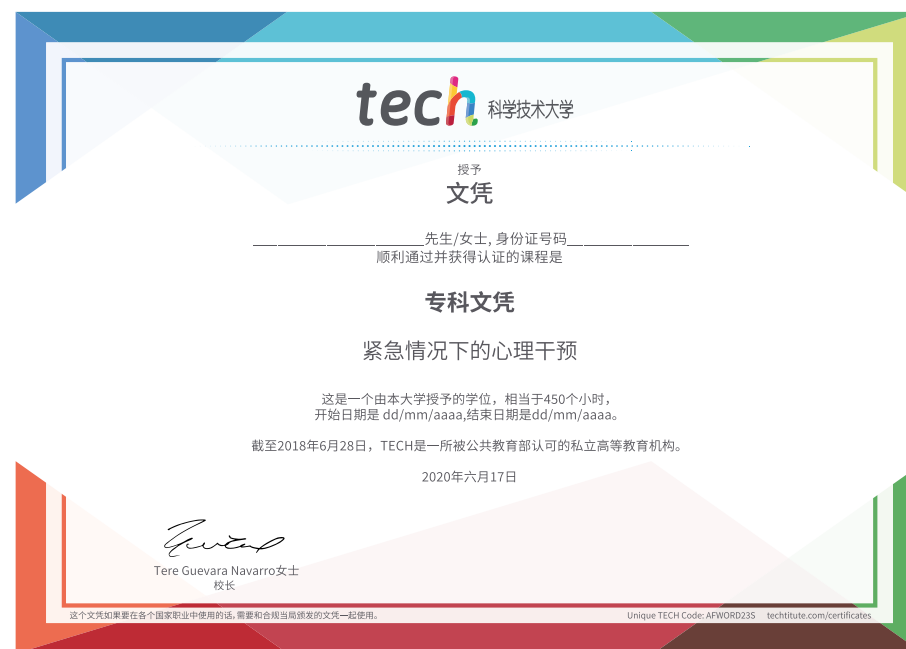 tech 科学技术大学
授予
文凭
______________________先生/女士, 身份证号码________________
顺利通过并获得认证的课程是
专科文凭
紧急情况下的心理干预
这是一个由本大学授予的学位，相当于450个小时，
开始日期是 dd/mm/aaaa,结束日期是dd/mm/aaaa。
截至2018年6月28日，TECH是一所被公共教育部认可的私立高等教育机构。
2020年六月17日
Tere Guevara Navarro女士
校长
这个文凭如果要在各个国家职业中使用的话,需要和合规当局颁发的文凭一起使用。
Unique TECH Code: AFWORD23S techtitute.com/certificates